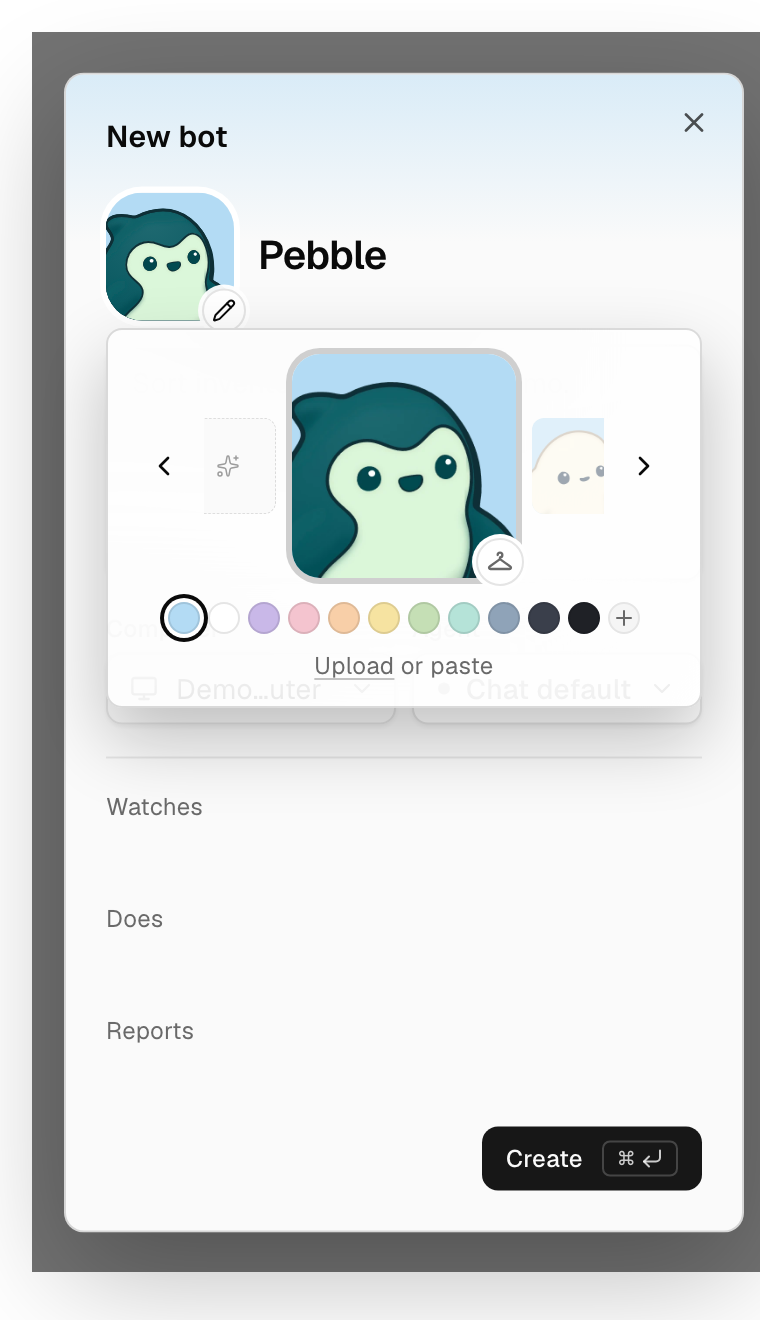 New bot
Pebble
Upload or paste
Demo...uter
Chat default
Watches
Does
Reports
Create ⌘ ↵